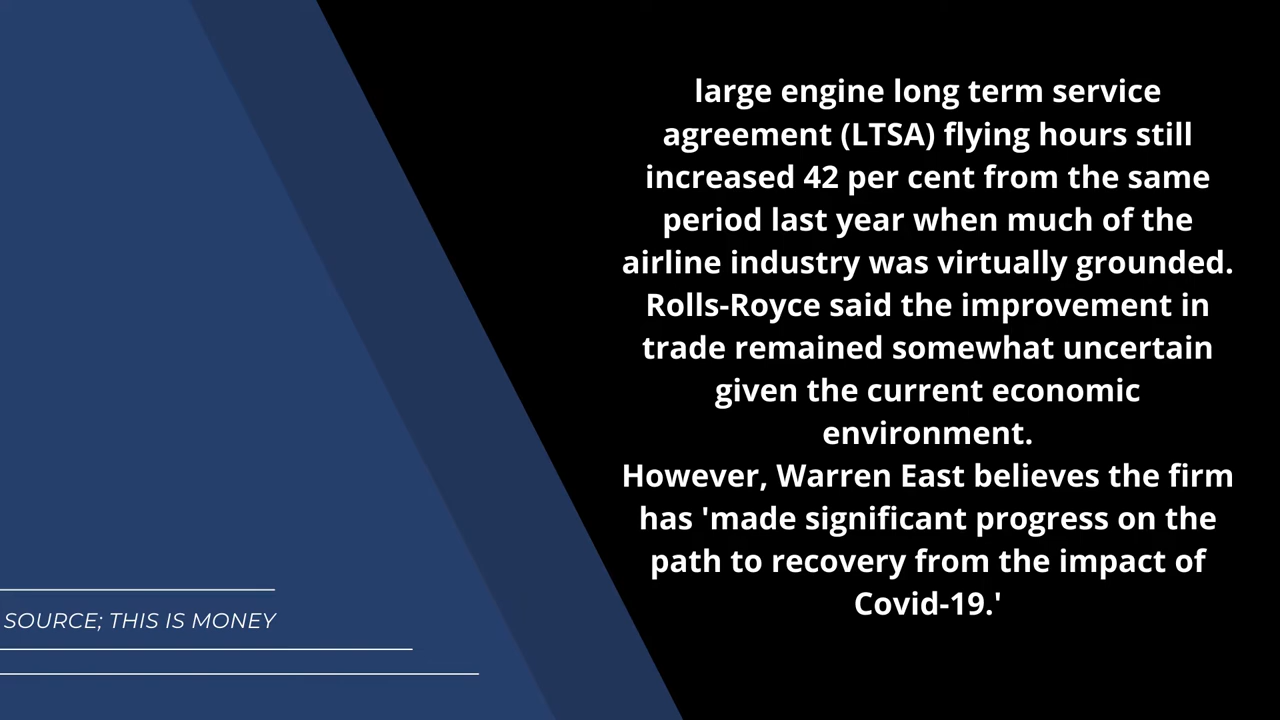 large engine long term service
agreement (LTSA) flying hours still
increased 42 per cent from the same
period last year when much of the
airline industry was virtually grounded.
Rolls-Royce said the improvement in
trade remained somewhat uncertain
given the current economic
environment.
However, Warren East believes the firm
has 'made significant progress on the
path to recovery from the impact of
Covid-19.'
SOURCE; THIS IS MONEY